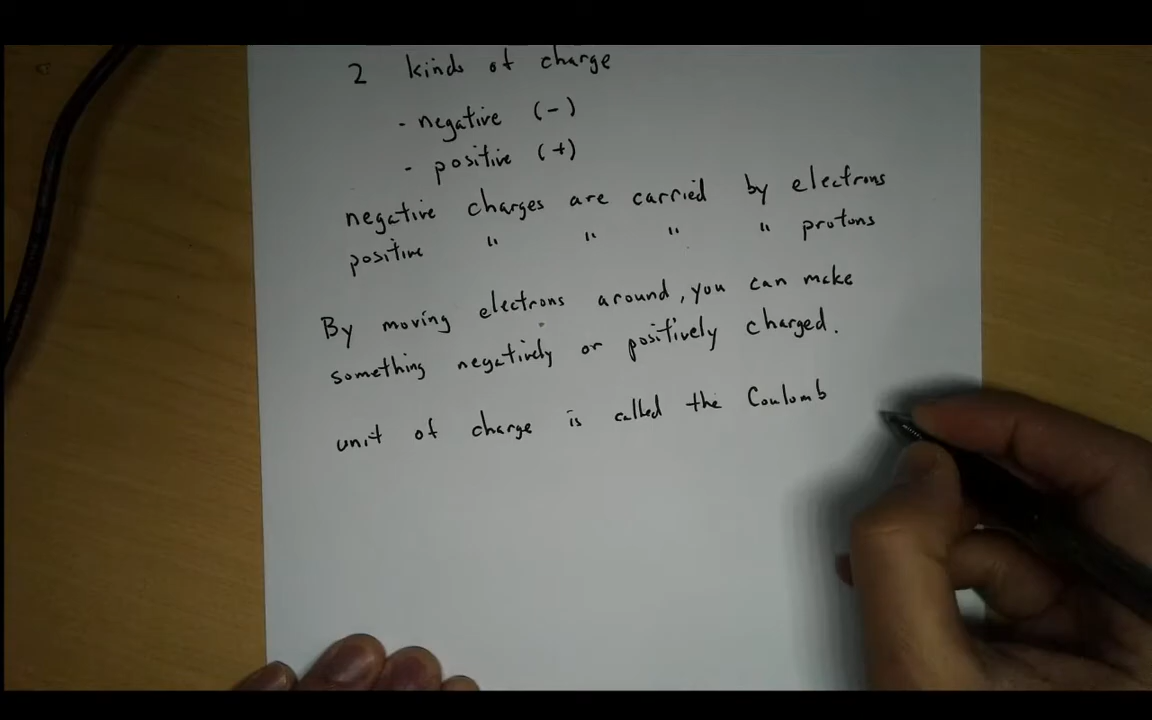 2 kinds of charge
- negative (-)
- positive (+)
negative charges are carried by electrons
positive " " " " protons
By moving electrons around, you can make
something negatively or positively charged.
unit of charge is called the Coulomb